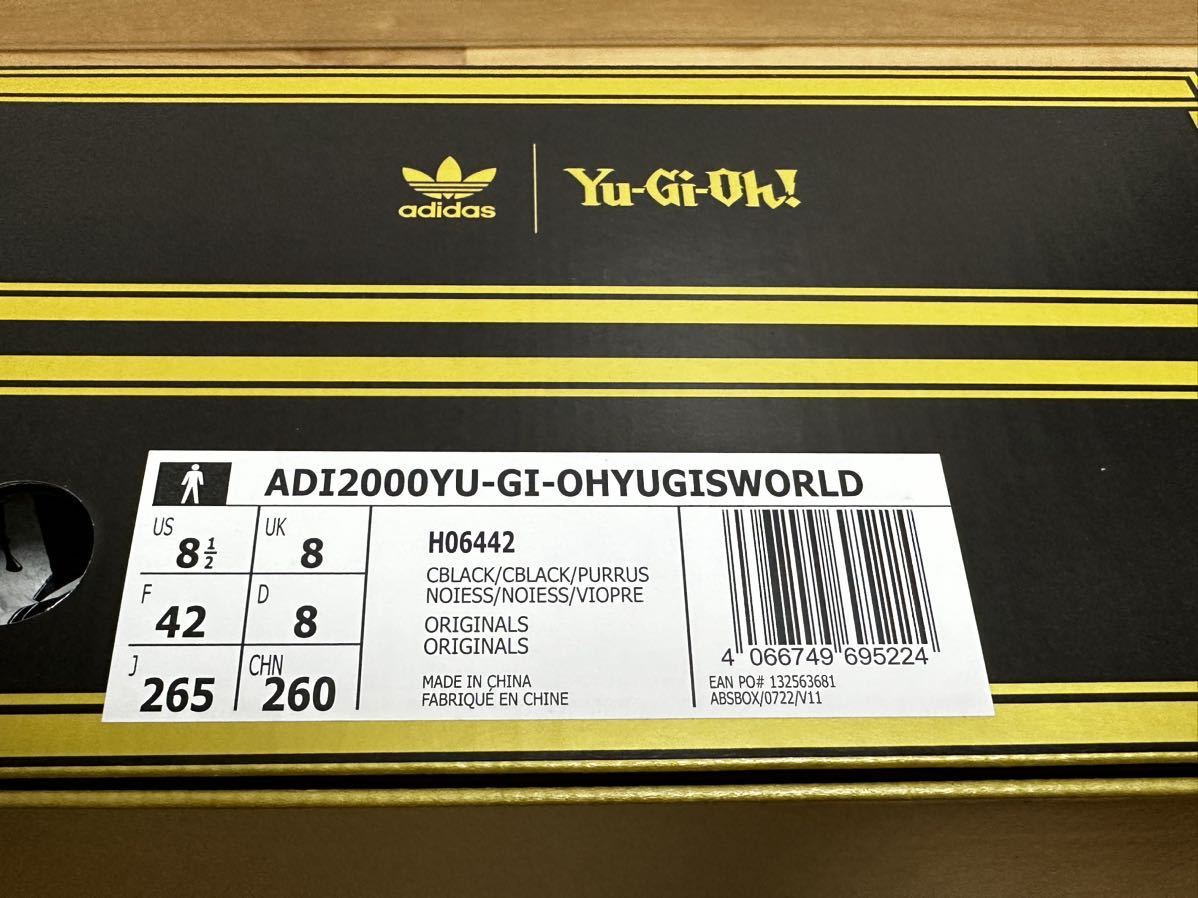 adidas
Yu-Gi-Oh!
ADI2000YU-GI-OHYUGISWORLD
US 8 1/2
UK 8
F 42
D 8
J 265
CHN 260
H06442
CBLACK/CBLACK/PURRUS
NOIESS/NOIESS/VIOPRE
ORIGINALS
ORIGINALS
MADE IN CHINA
FABRIQUÉ EN CHINE
4 066749 695224
EAN PO# 132563681
ABSBOX/0722/V11